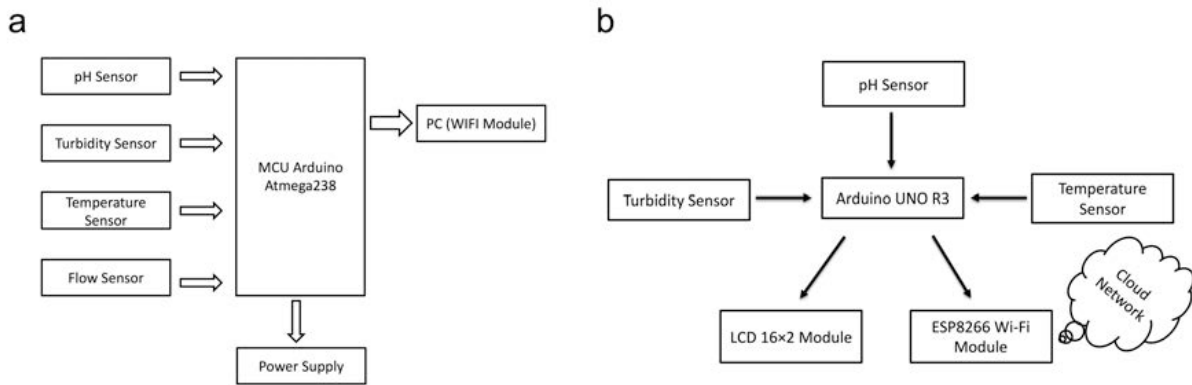 a
pH Sensor
Turbidity Sensor
Temperature
Sensor
Flow Sensor
MCU Arduino
Atmega238
PC (WIFI Module)
Power Supply
b
pH Sensor
Turbidity Sensor
Arduino UNO R3
Temperature
Sensor
LCD 16×2 Module
ESP8266 Wi-Fi
Module
Cloud
Network